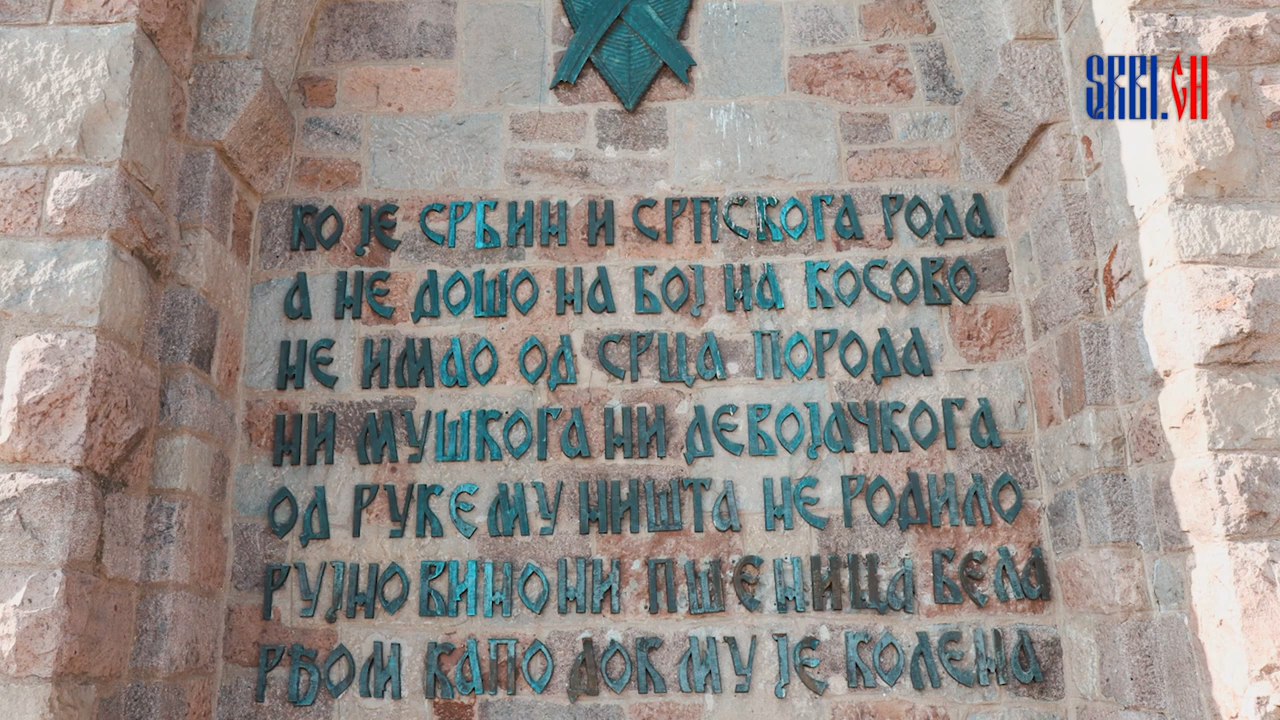 SRBI.CH
КО ЈЕ СРБИН И СРПСКОГА РОДА
А НЕ ДОШО НА БОЈ НА КОСОВО
НЕ ИМАО ОД СРЦА ПОРОДА
НИ МУШКОГА НИ ДЕВОЈАЧКОГА
ОД РУКЕ МУ НИШТА НЕ РОДИЛО
РУЈНО ВИНО НИ ПШЕНИЦА БЕЛА
РЂОМ КАПО ДОК МУ ЈЕ КОЛЕНА